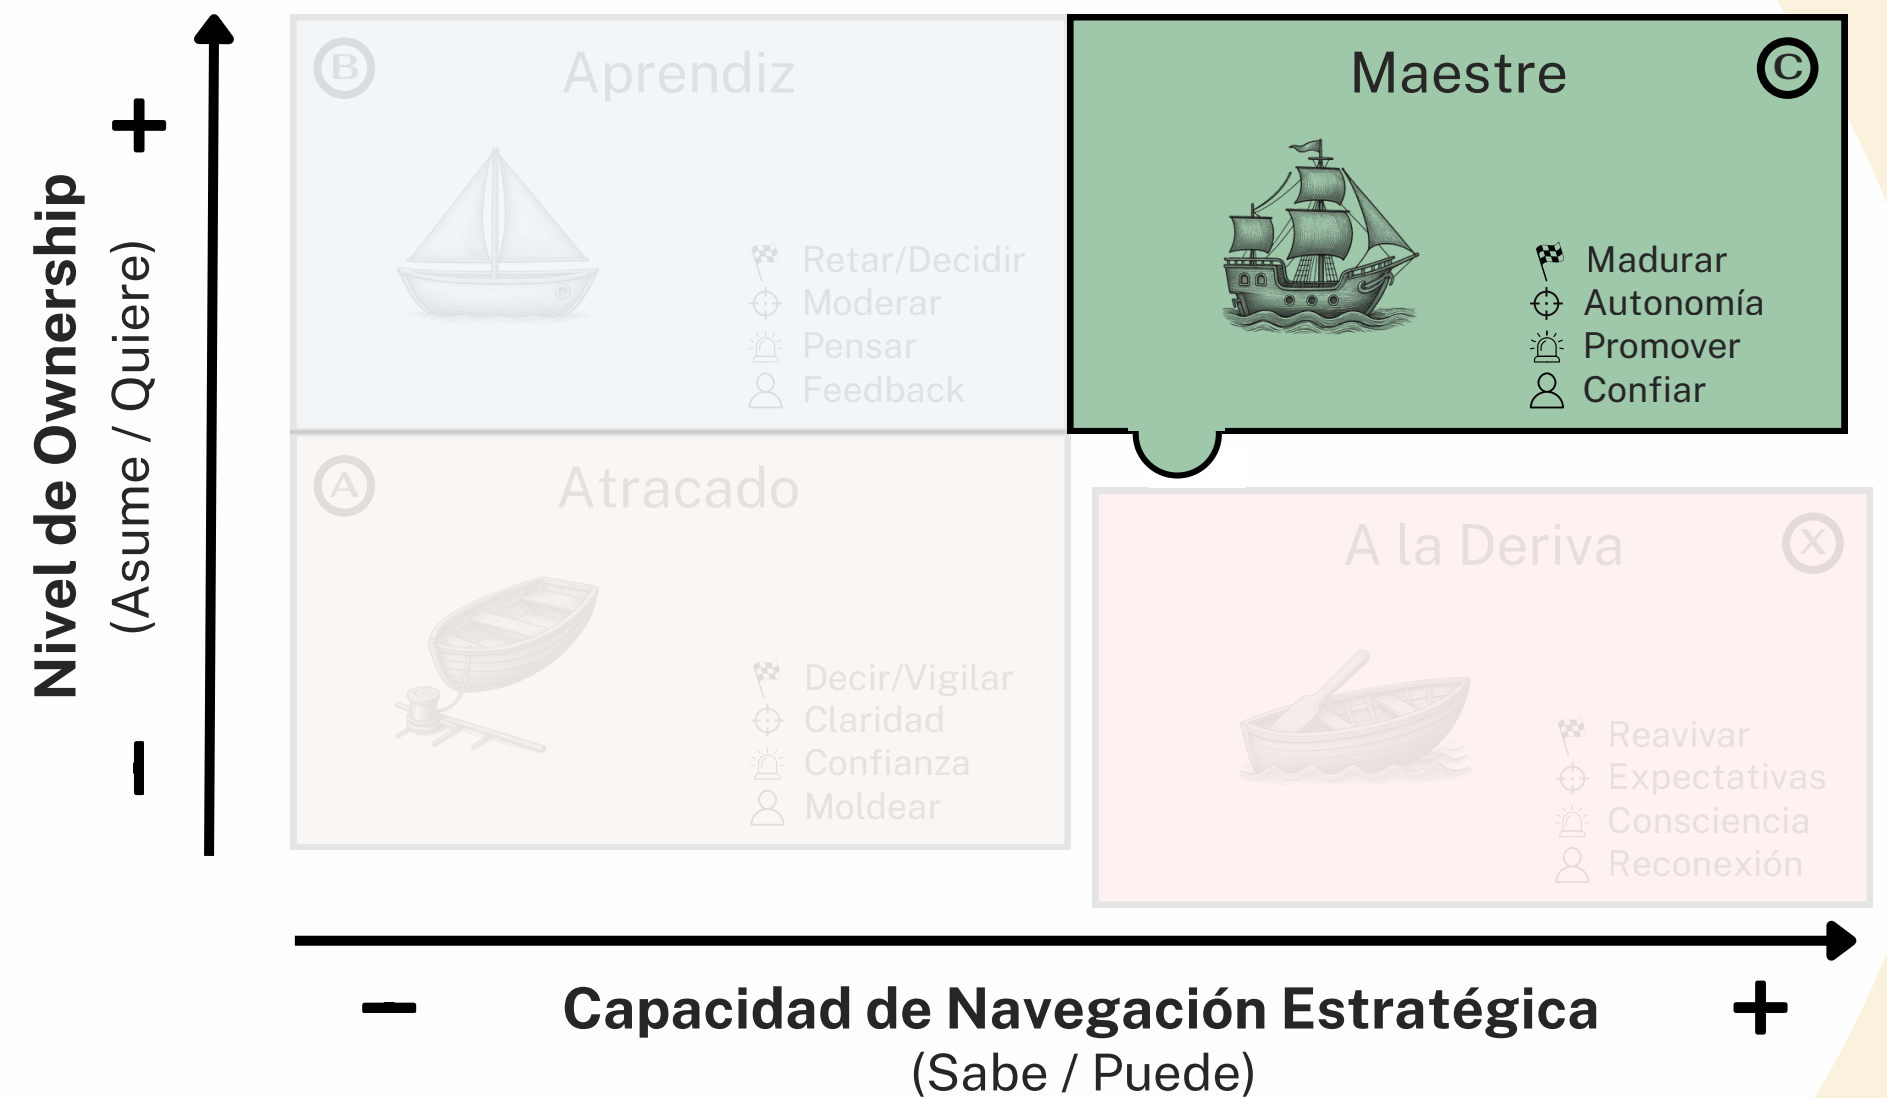 Nivel de Ownership
(Asume / Quiere)
+
−
B
Aprendiz
Retar/Decidir
Moderar
Pensar
Feedback
Maestre
C
Madurar
Autonomía
Promover
Confiar
A
Atracado
Decir/Vigilar
Claridad
Confianza
Moldear
A la Deriva
X
Reavivar
Expectativas
Consciencia
Reconexión
−
Capacidad de Navegación Estratégica
+
(Sabe / Puede)